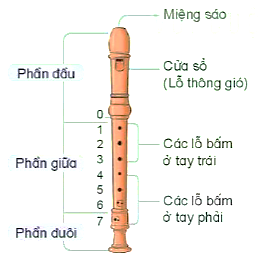 Miệng sáo
Phần đầu
Cửa sổ
(Lỗ thông gió)
0
1
2
3
4
5
6
7
Các lỗ bấm
ở tay trái
Phần giữa
Các lỗ bấm
ở tay phải
Phần đuôi